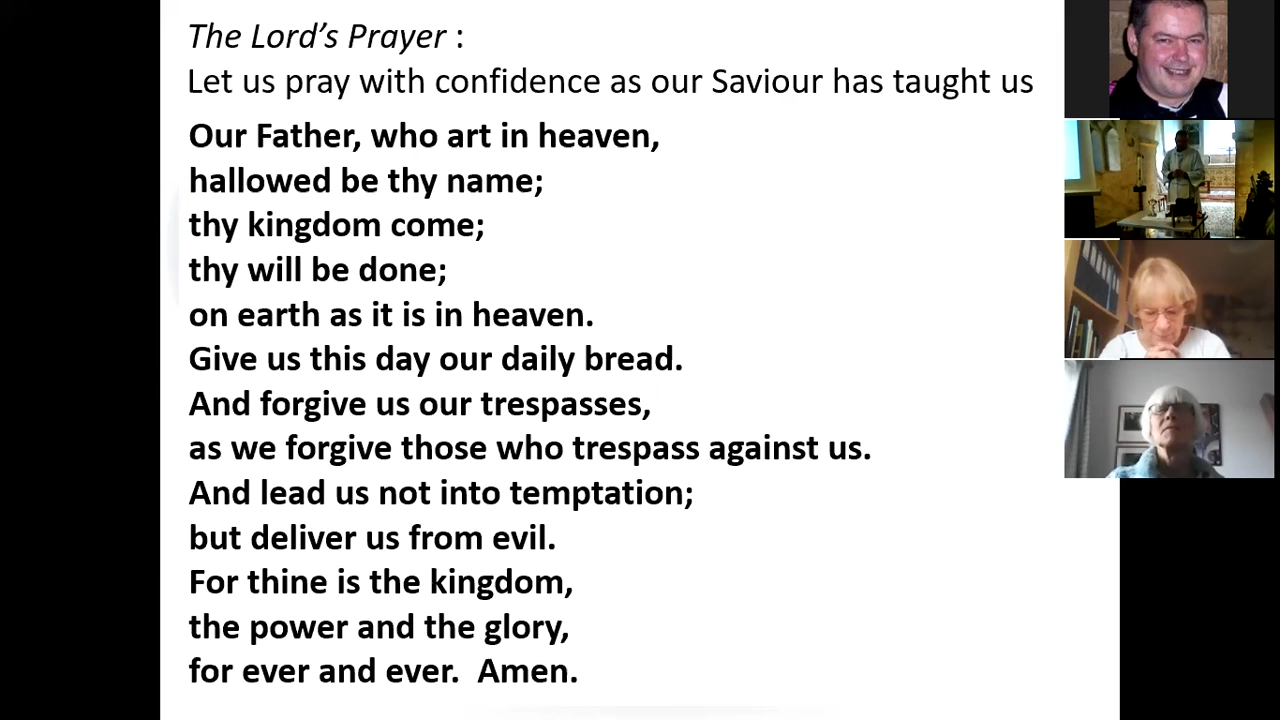 The Lord's Prayer :
Let us pray with confidence as our Saviour has taught us
Our Father, who art in heaven,
hallowed be thy name;
thy kingdom come;
thy will be done;
on earth as it is in heaven.
Give us this day our daily bread.
And forgive us our trespasses,
as we forgive those who trespass against us.
And lead us not into temptation;
but deliver us from evil.
For thine is the kingdom,
the power and the glory,
for ever and ever.  Amen.